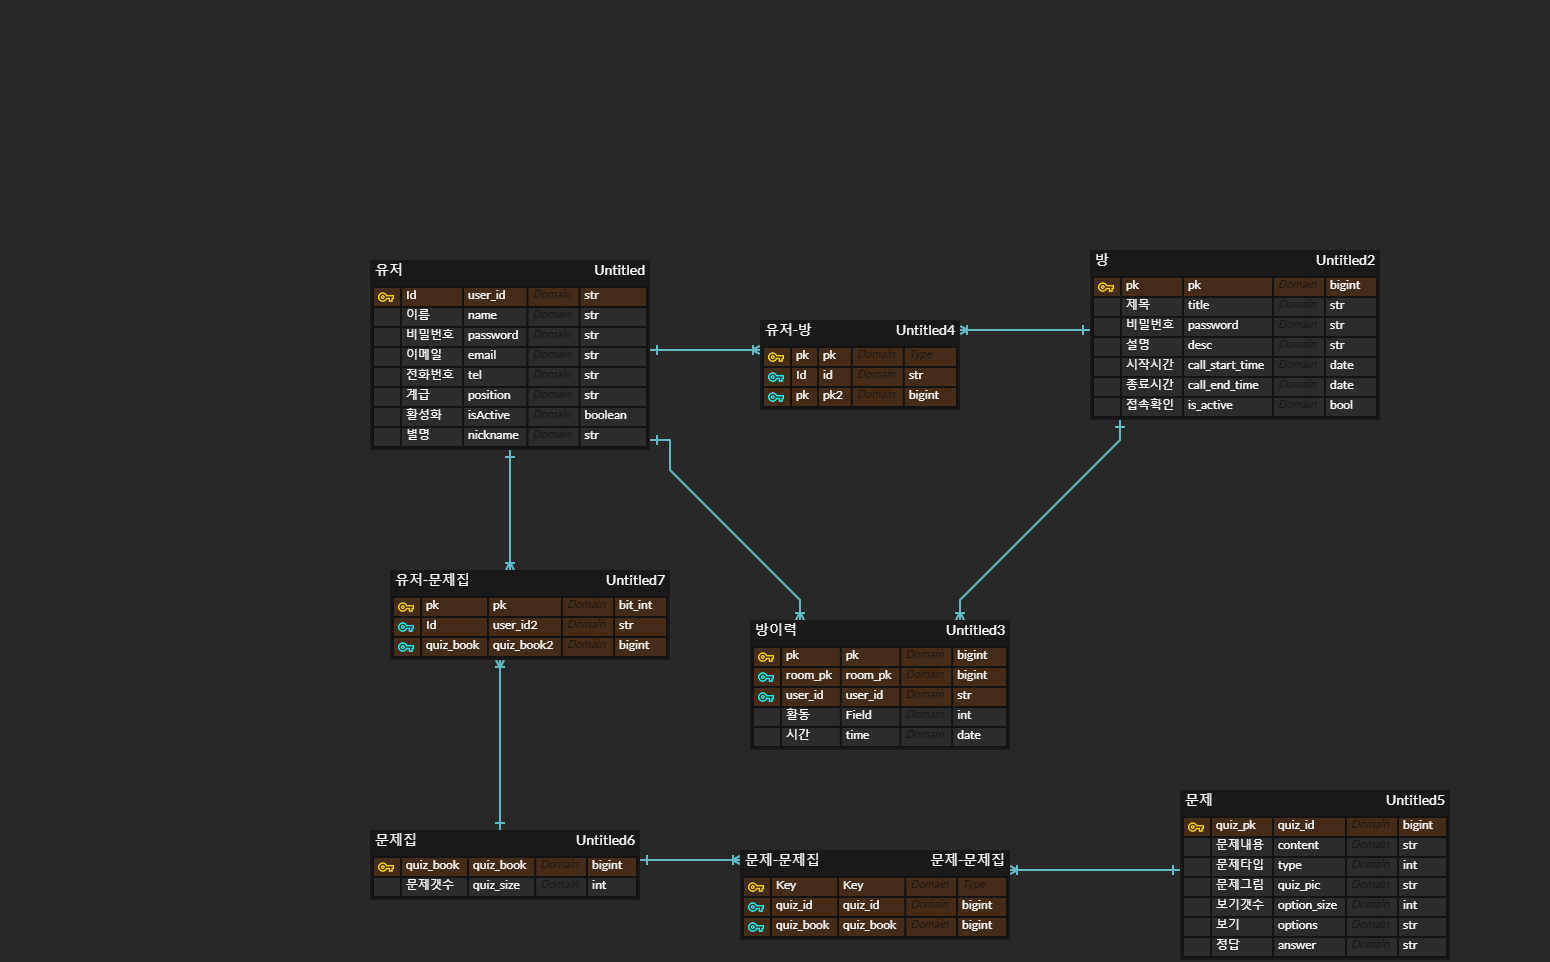 유저 Untitled
Id user_id Domain str
이름 name Domain str
비밀번호 password Domain str
이메일 email Domain str
전화번호 tel Domain str
계급 position Domain str
활성화 isActive Domain boolean
별명 nickname Domain str
유저-방 Untitled4
pk pk Domain Type
Id id Domain str
pk pk2 Domain bigint
방 Untitled2
pk pk Domain bigint
제목 title Domain str
비밀번호 password Domain str
설명 desc Domain str
시작시간 call_start_time Domain date
종료시간 call_end_time Domain date
접속확인 is_active Domain bool
유저-문제집 Untitled7
pk pk Domain bit_int
Id user_id2 Domain str
quiz_book quiz_book2 Domain bigint
방이력 Untitled3
pk pk Domain bigint
room_pk room_pk Domain bigint
user_id user_id Domain str
활동 Field Domain int
시간 time Domain date
문제집 Untitled6
quiz_book quiz_book Domain bigint
문제갯수 quiz_size Domain int
문제-문제집 문제-문제집
Key Key Domain Type
quiz_id quiz_id Domain bigint
quiz_book quiz_book Domain bigint
문제 Untitled5
quiz_pk quiz_id Domain bigint
문제내용 content Domain str
문제타입 type Domain int
문제그림 quiz_pic Domain str
보기갯수 option_size Domain int
보기 options Domain str
정답 answer Domain str